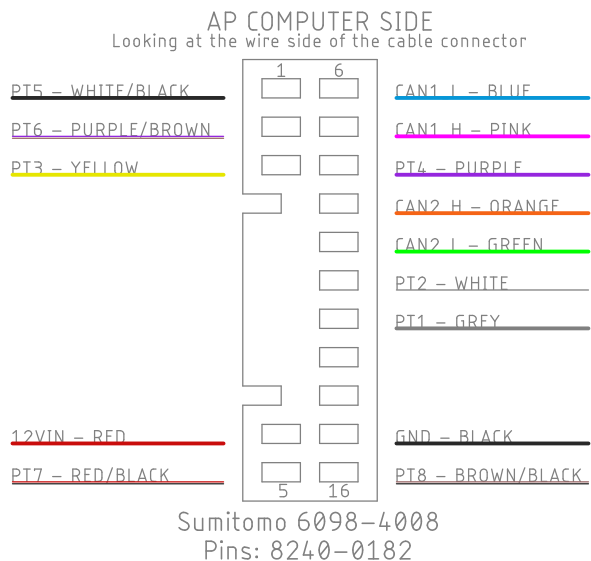 AP COMPUTER SIDE
Looking at the wire side of the cable connector
1 6
PT5 – WHITE/BLACK
CAN1 L – BLUE
PT6 – PURPLE/BROWN
CAN1 H – PINK
PT3 – YELLOW
PT4 – PURPLE
CAN2 H – ORANGE
CAN2 L – GREEN
PT2 – WHITE
PT1 – GREY
12VIN – RED
GND – BLACK
PT7 – RED/BLACK
PT8 – BROWN/BLACK
5 16
Sumitomo 6098–4008
Pins: 8240–0182